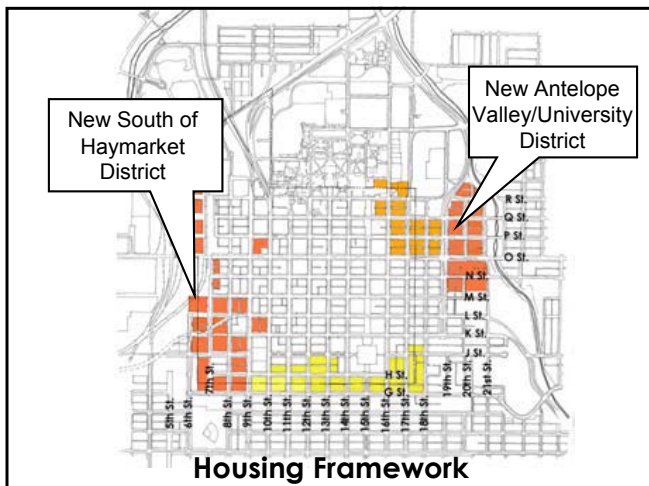 New South of
Haymarket
District
New Antelope
Valley/University
District
R St.
Q St.
P St.
O St.
N St.
M St.
L St.
K St.
J St.
H St.
G St.
5th St.
6th St.
7th St.
8th St.
9th St.
10th St.
11th St.
12th St.
13th St.
14th St.
15th St.
16th St.
17th St.
18th St.
19th St.
20th St.
21st St.
Housing Framework